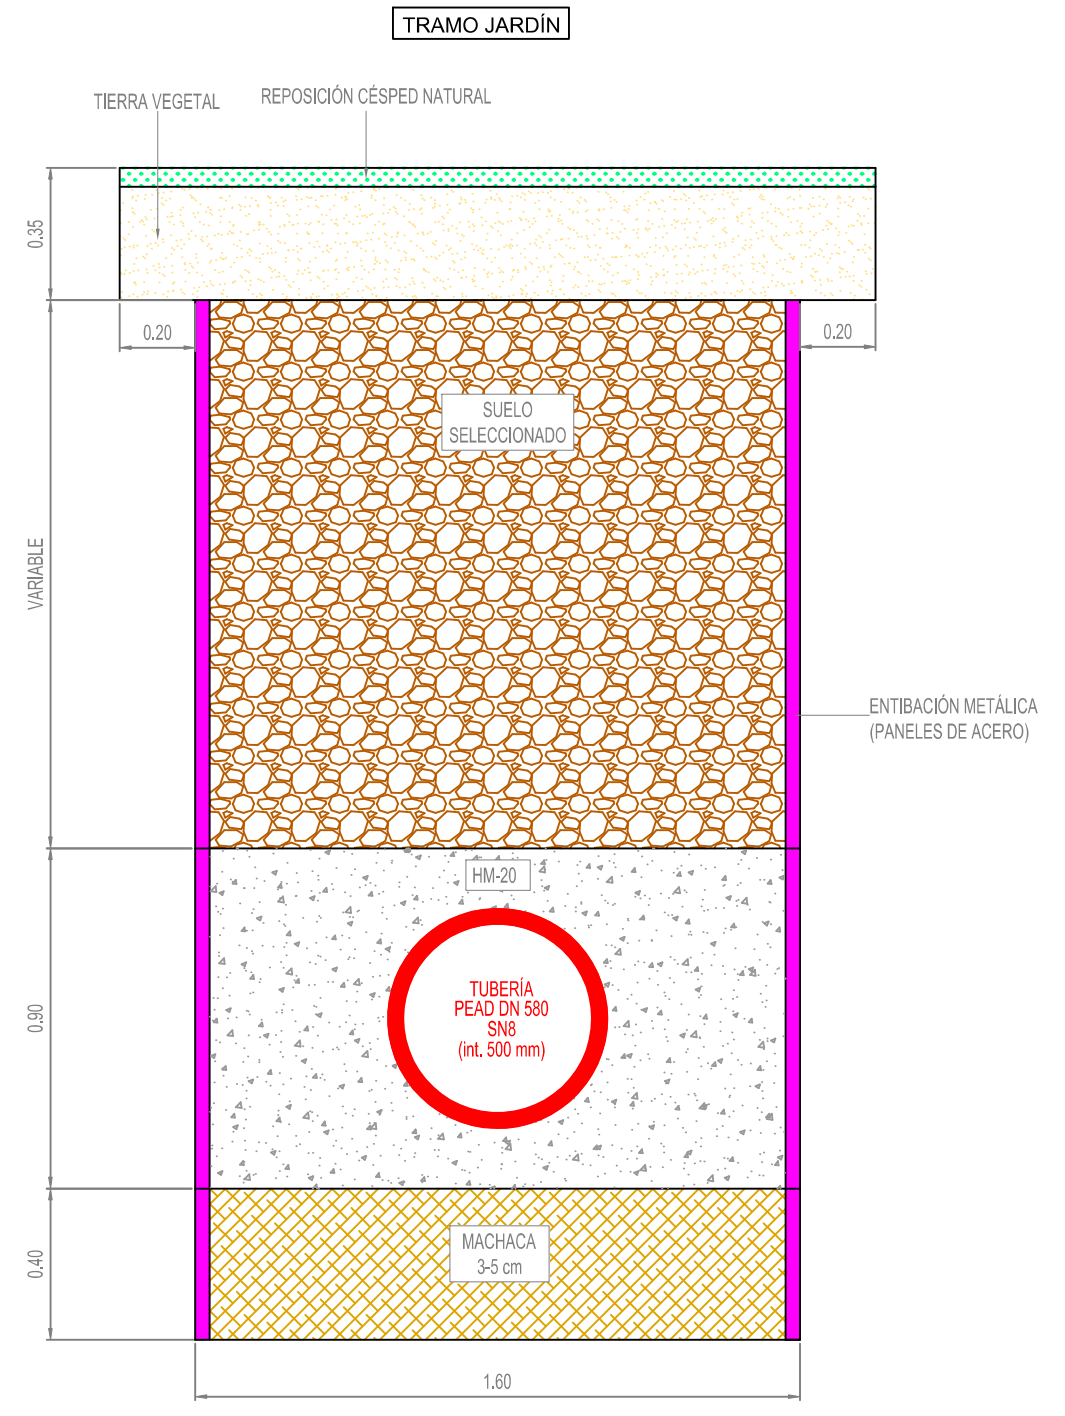 TRAMO JARDÍN
TIERRA VEGETAL
REPOSICIÓN CÉSPED NATURAL
0.35
0.20
0.20
SUELO
SELECCIONADO
VARIABLE
ENTIBACIÓN METÁLICA
(PANELES DE ACERO)
HM-20
TUBERÍA
PEAD DN 580
SN8
(int. 500 mm)
0.90
MACHACA
3-5 cm
0.40
1.60